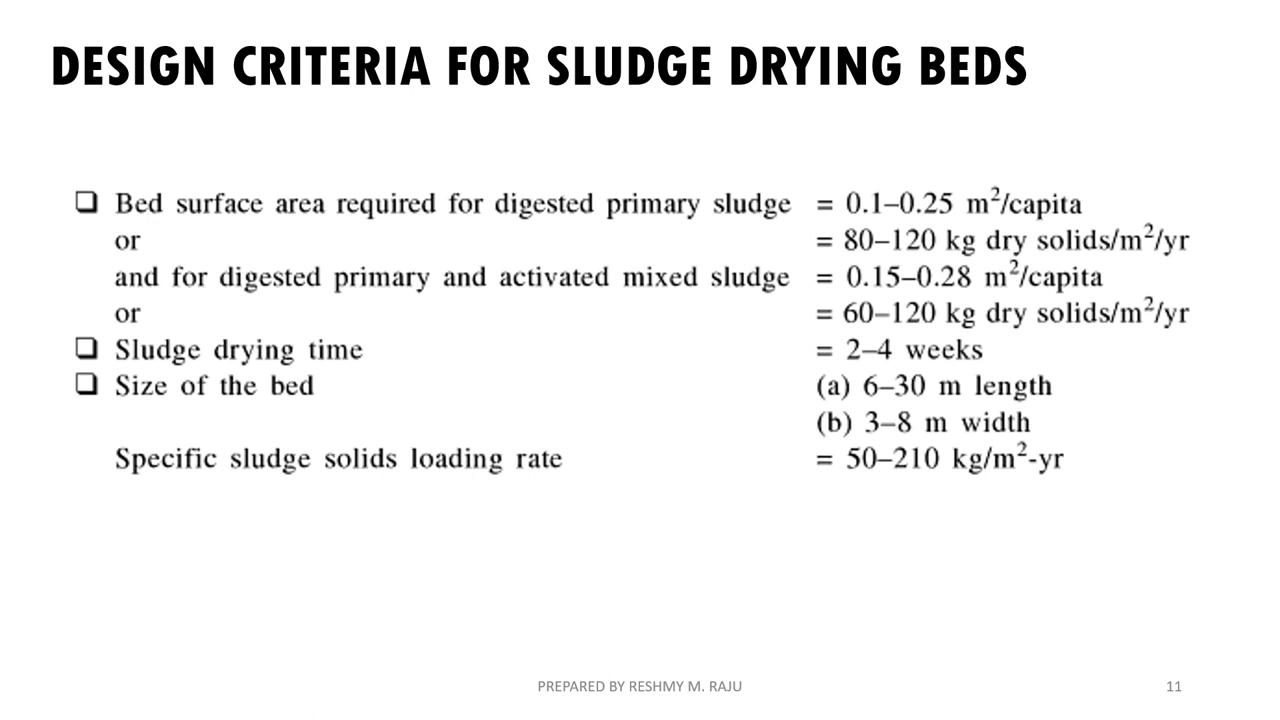 DESIGN CRITERIA FOR SLUDGE DRYING BEDS
❑ Bed surface area required for digested primary sludge = 0.1–0.25 m²/capita
or = 80–120 kg dry solids/m²/yr
and for digested primary and activated mixed sludge = 0.15–0.28 m²/capita
or = 60–120 kg dry solids/m²/yr
❑ Sludge drying time = 2–4 weeks
❑ Size of the bed (a) 6–30 m length
(b) 3–8 m width
Specific sludge solids loading rate = 50–210 kg/m²-yr
PREPARED BY RESHMY M. RAJU 11